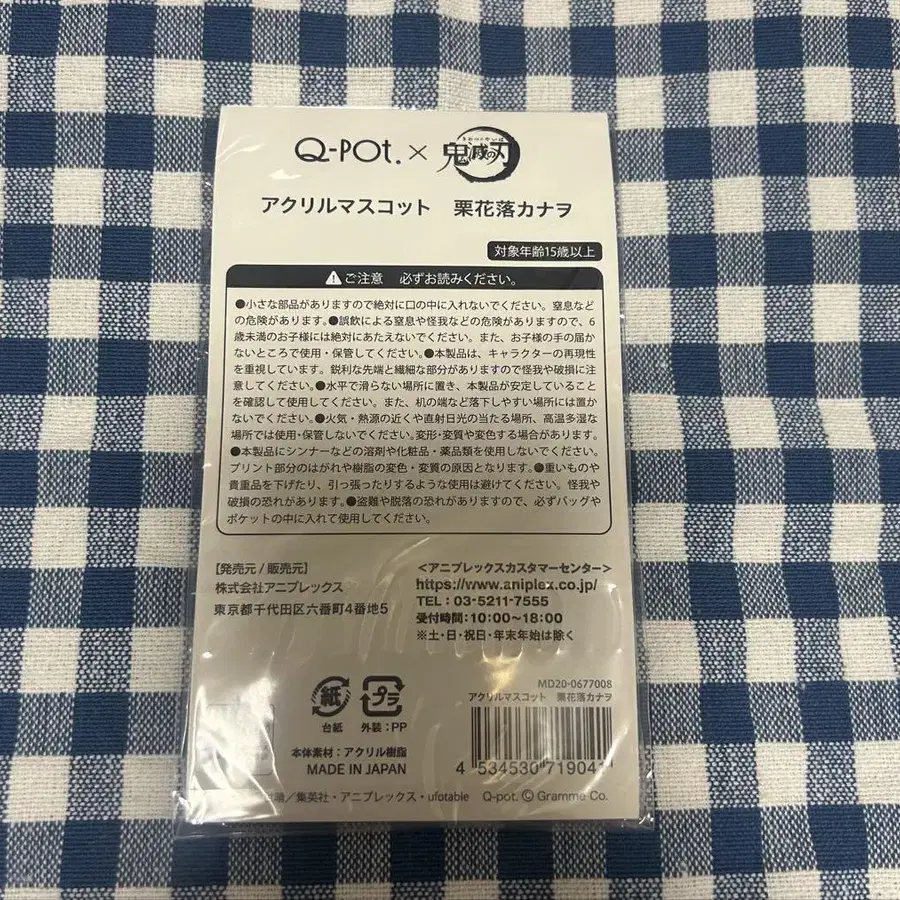 Q-POt. × 鬼滅の刃
きめつのやいば
アクリルマスコット 栗花落カナヲ
対象年齢15歳以上
ご注意 必ずお読みください。
●小さな部品がありますので絶対に口の中に入れないでください。窒息など
の危険があります。●誤飲による窒息や怪我などの危険がありますので、6
歳未満のお子様には絶対にあたえないでください。また、お子様の手の届か
ないところで使用・保管してください。●本製品は、キャラクターの再現性
を重視しています。鋭利な先端と繊細な部分がありますので怪我や破損に注
意してください。●水平で滑らない場所に置き、本製品が安定していること
を確認して使用してください。また、机の端など落下しやすい場所には置か
ないでください。●火気・熱源の近くや直射日光の当たる場所、高温多湿な
場所では使用・保管しないでください。変形・変質や変色する場合があります。
●本製品にシンナーなどの溶剤や化粧品・薬品類を使用しないでください。
プリント部分のはがれや樹脂の変色・変質の原因となります。●重いものや
貴重品を下げたり、引っ張ったりするような使用は避けてください。怪我や
破損の恐れがあります。●盗難や脱落の恐れがありますので、必ずバッグや
ポケットの中に入れて使用してください。
[発売元/販売元]
株式会社アニプレックス
東京都千代田区六番町4番地5
<アニプレックスカスタマーセンター>
https://www.aniplex.co.jp/
TEL:03-5211-7555
受付時間:10:00~18:00
※土・日・祝日・年末年始は除く
紙
台紙
プラ
外装:PP
本体素材:アクリル樹脂
MADE IN JAPAN
MD20-0677008
アクリルマスコット 栗花落カナヲ
4 534530 719041
晴/集英社・アニプレックス・ufotable Q-pot. © Gramme Co.